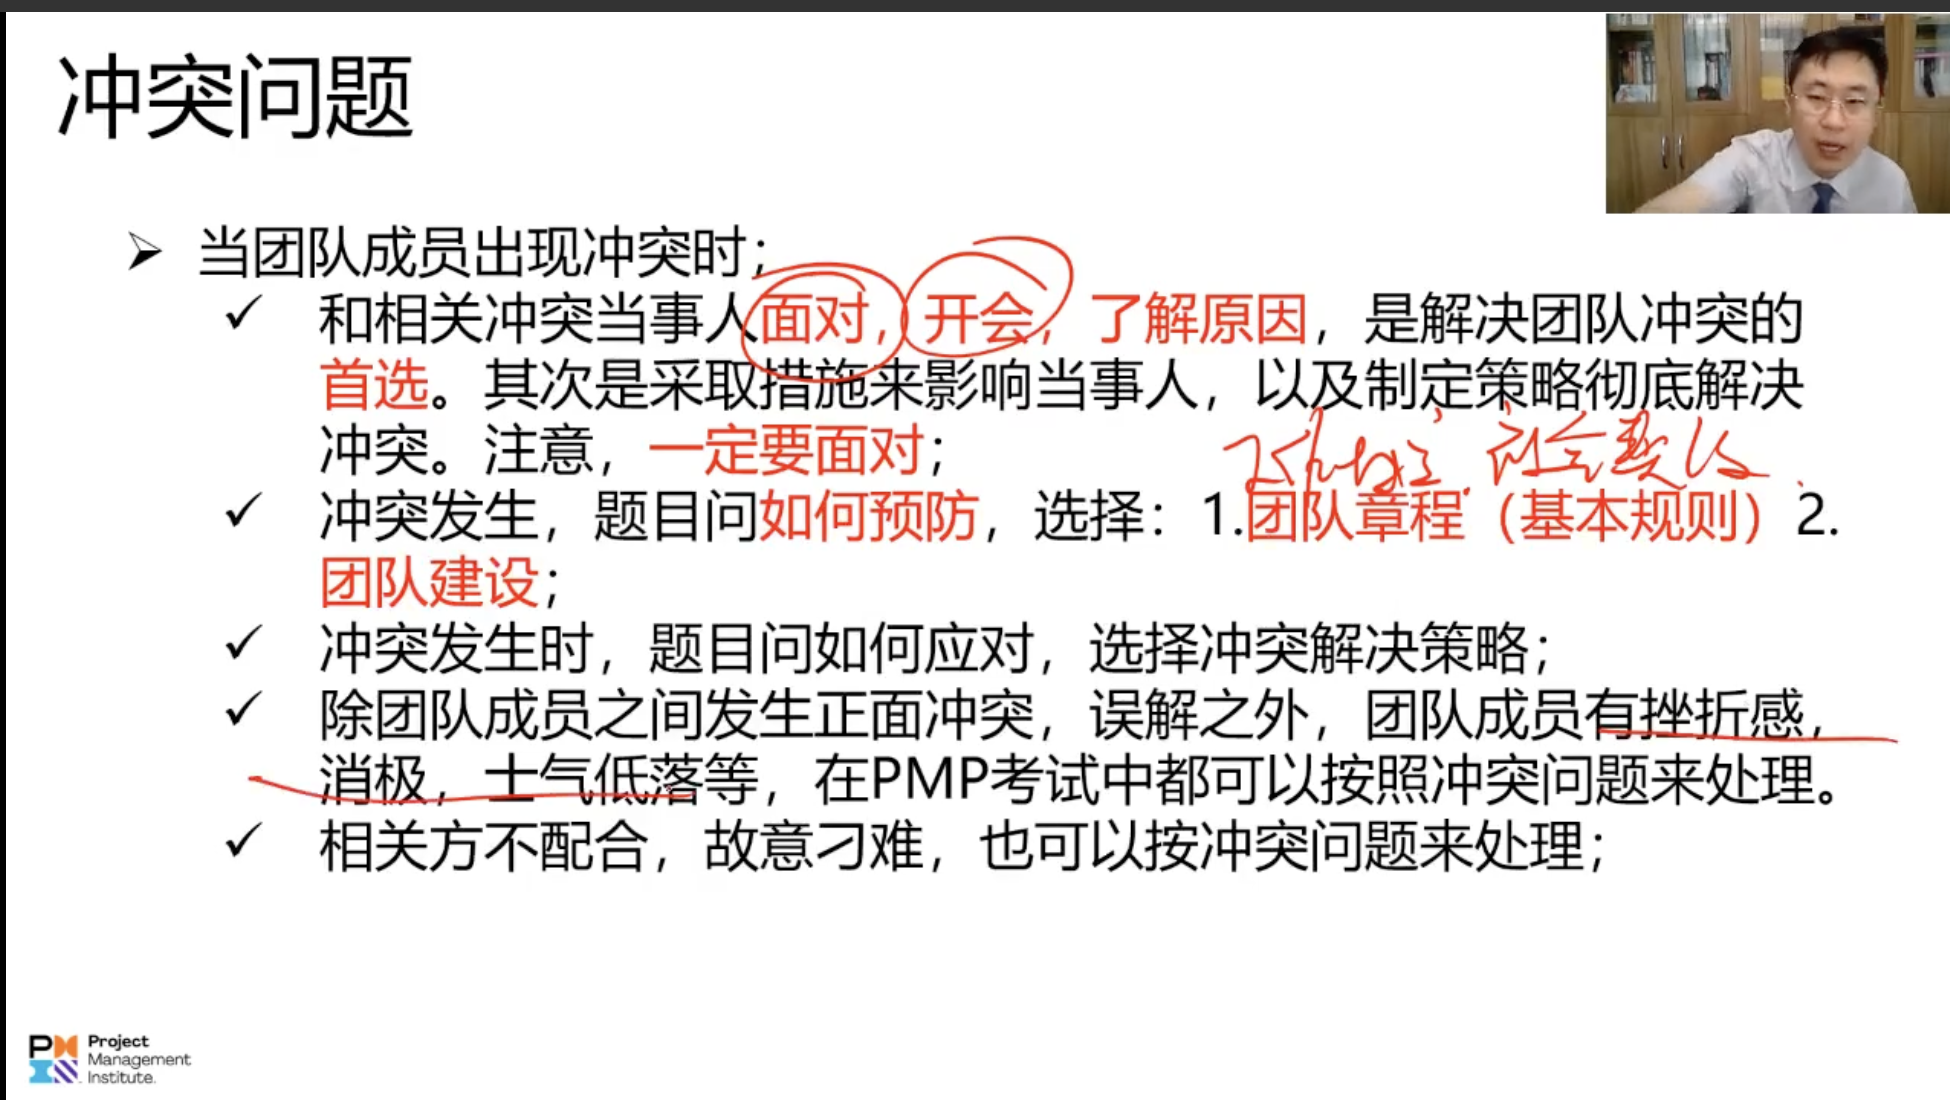 冲突问题
当团队成员出现冲突时；
和相关冲突当事人面对，开会，了解原因，是解决团队冲突的
首选。其次是采取措施来影响当事人，以及制定策略彻底解决
冲突。注意，一定要面对；
冲突发生，题目问如何预防，选择：1.团队章程（基本规则）2.
团队建设；
冲突发生时，题目问如何应对，选择冲突解决策略；
除团队成员之间发生正面冲突，误解之外，团队成员有挫折感，
消极，士气低落等，在PMP考试中都可以按照冲突问题来处理。
相关方不配合，故意刁难，也可以按冲突问题来处理；
Project
Management
Institute.